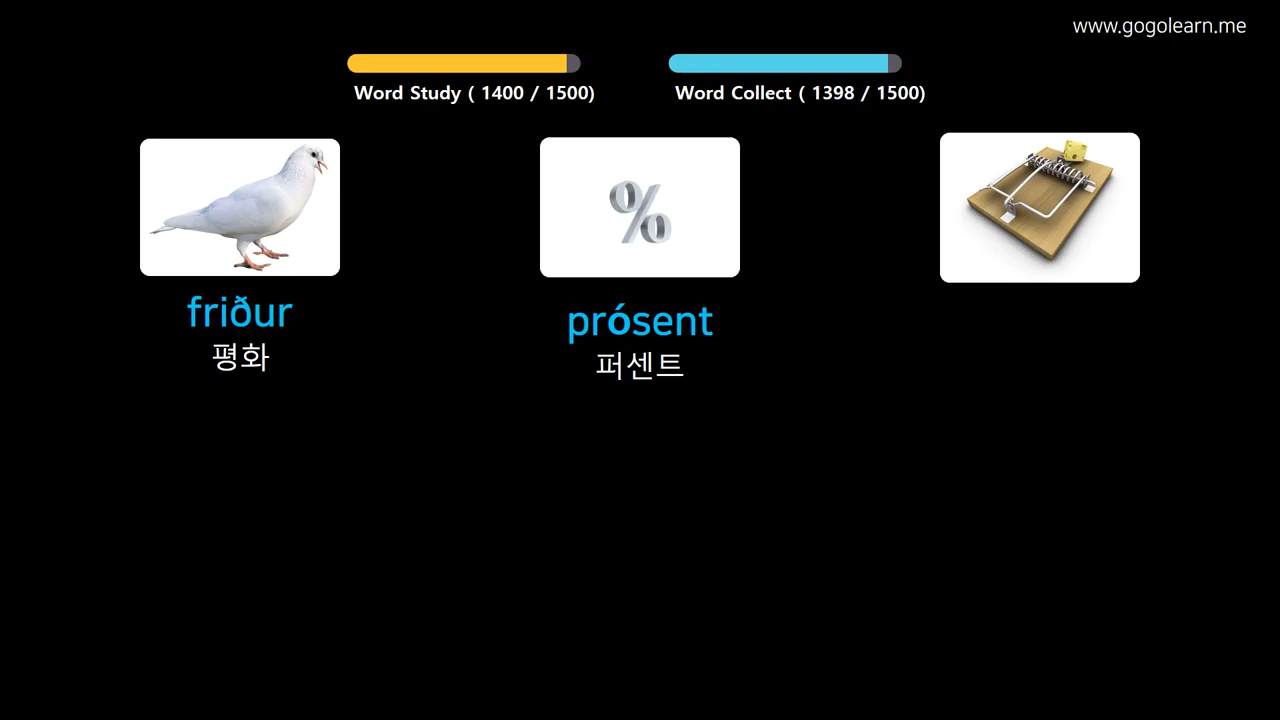 www.gogolearn.me
Word Study ( 1400 / 1500)
Word Collect ( 1398 / 1500)
%
friður
평화
prósent
퍼센트